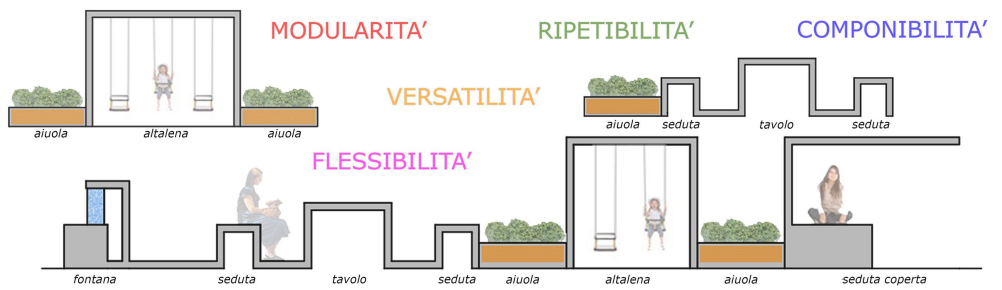 MODULARITA’
RIPETIBILITA’
COMPONIBILITA’
VERSATILITA’
aiuola altalena aiuola
aiuola seduta tavolo seduta
FLESSIBILITA’
fontana seduta tavolo seduta aiuola altalena aiuola seduta coperta